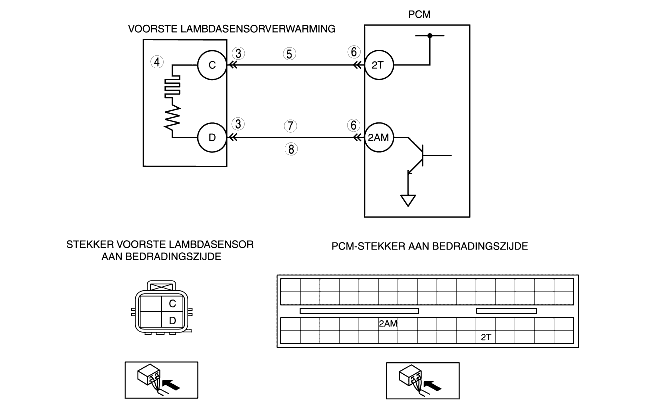 PCM
VOORSTE LAMBDASENSORVERWARMING
4
C
3
5
6
2T
D
3
7
8
6
2AM
STEKKER VOORSTE LAMBDASENSOR
AAN BEDRADINGSZIJDE
PCM-STEKKER AAN BEDRADINGSZIJDE
C
D
2AM
2T